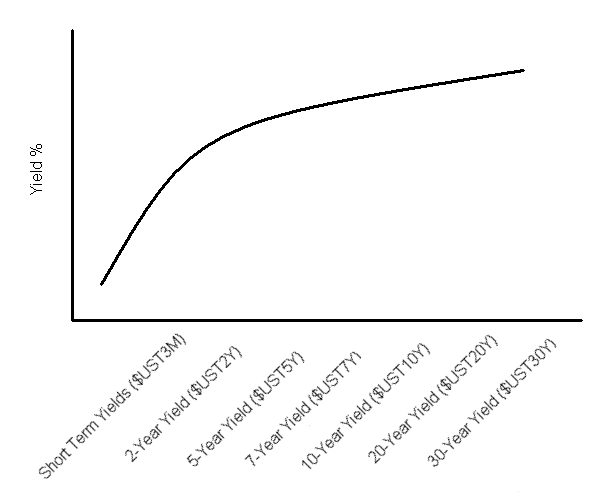 Yield %
Short Term Yields ($UST3M)
2-Year Yield ($UST2Y)
5-Year Yield ($UST5Y)
7-Year Yield ($UST7Y)
10-Year Yield ($UST10Y)
20-Year Yield ($UST20Y)
30-Year Yield ($UST30Y)